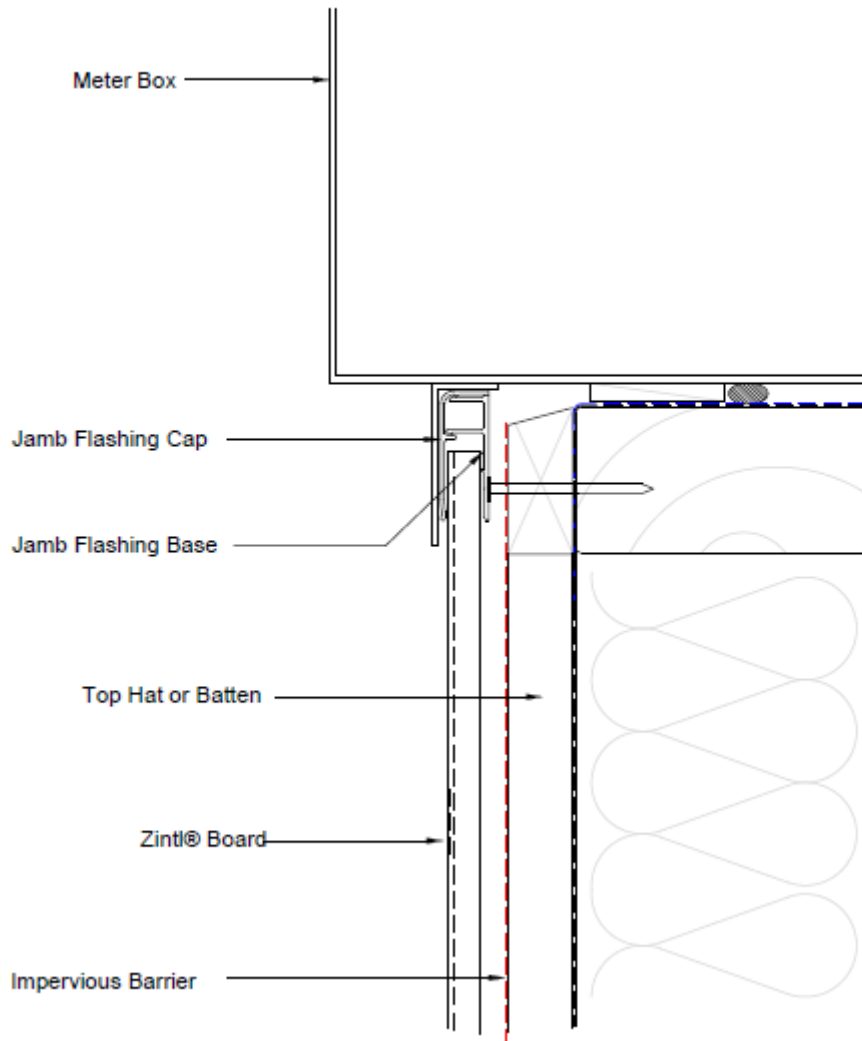 Meter Box
Jamb Flashing Cap
Jamb Flashing Base
Top Hat or Batten
Zintl® Board
Impervious Barrier